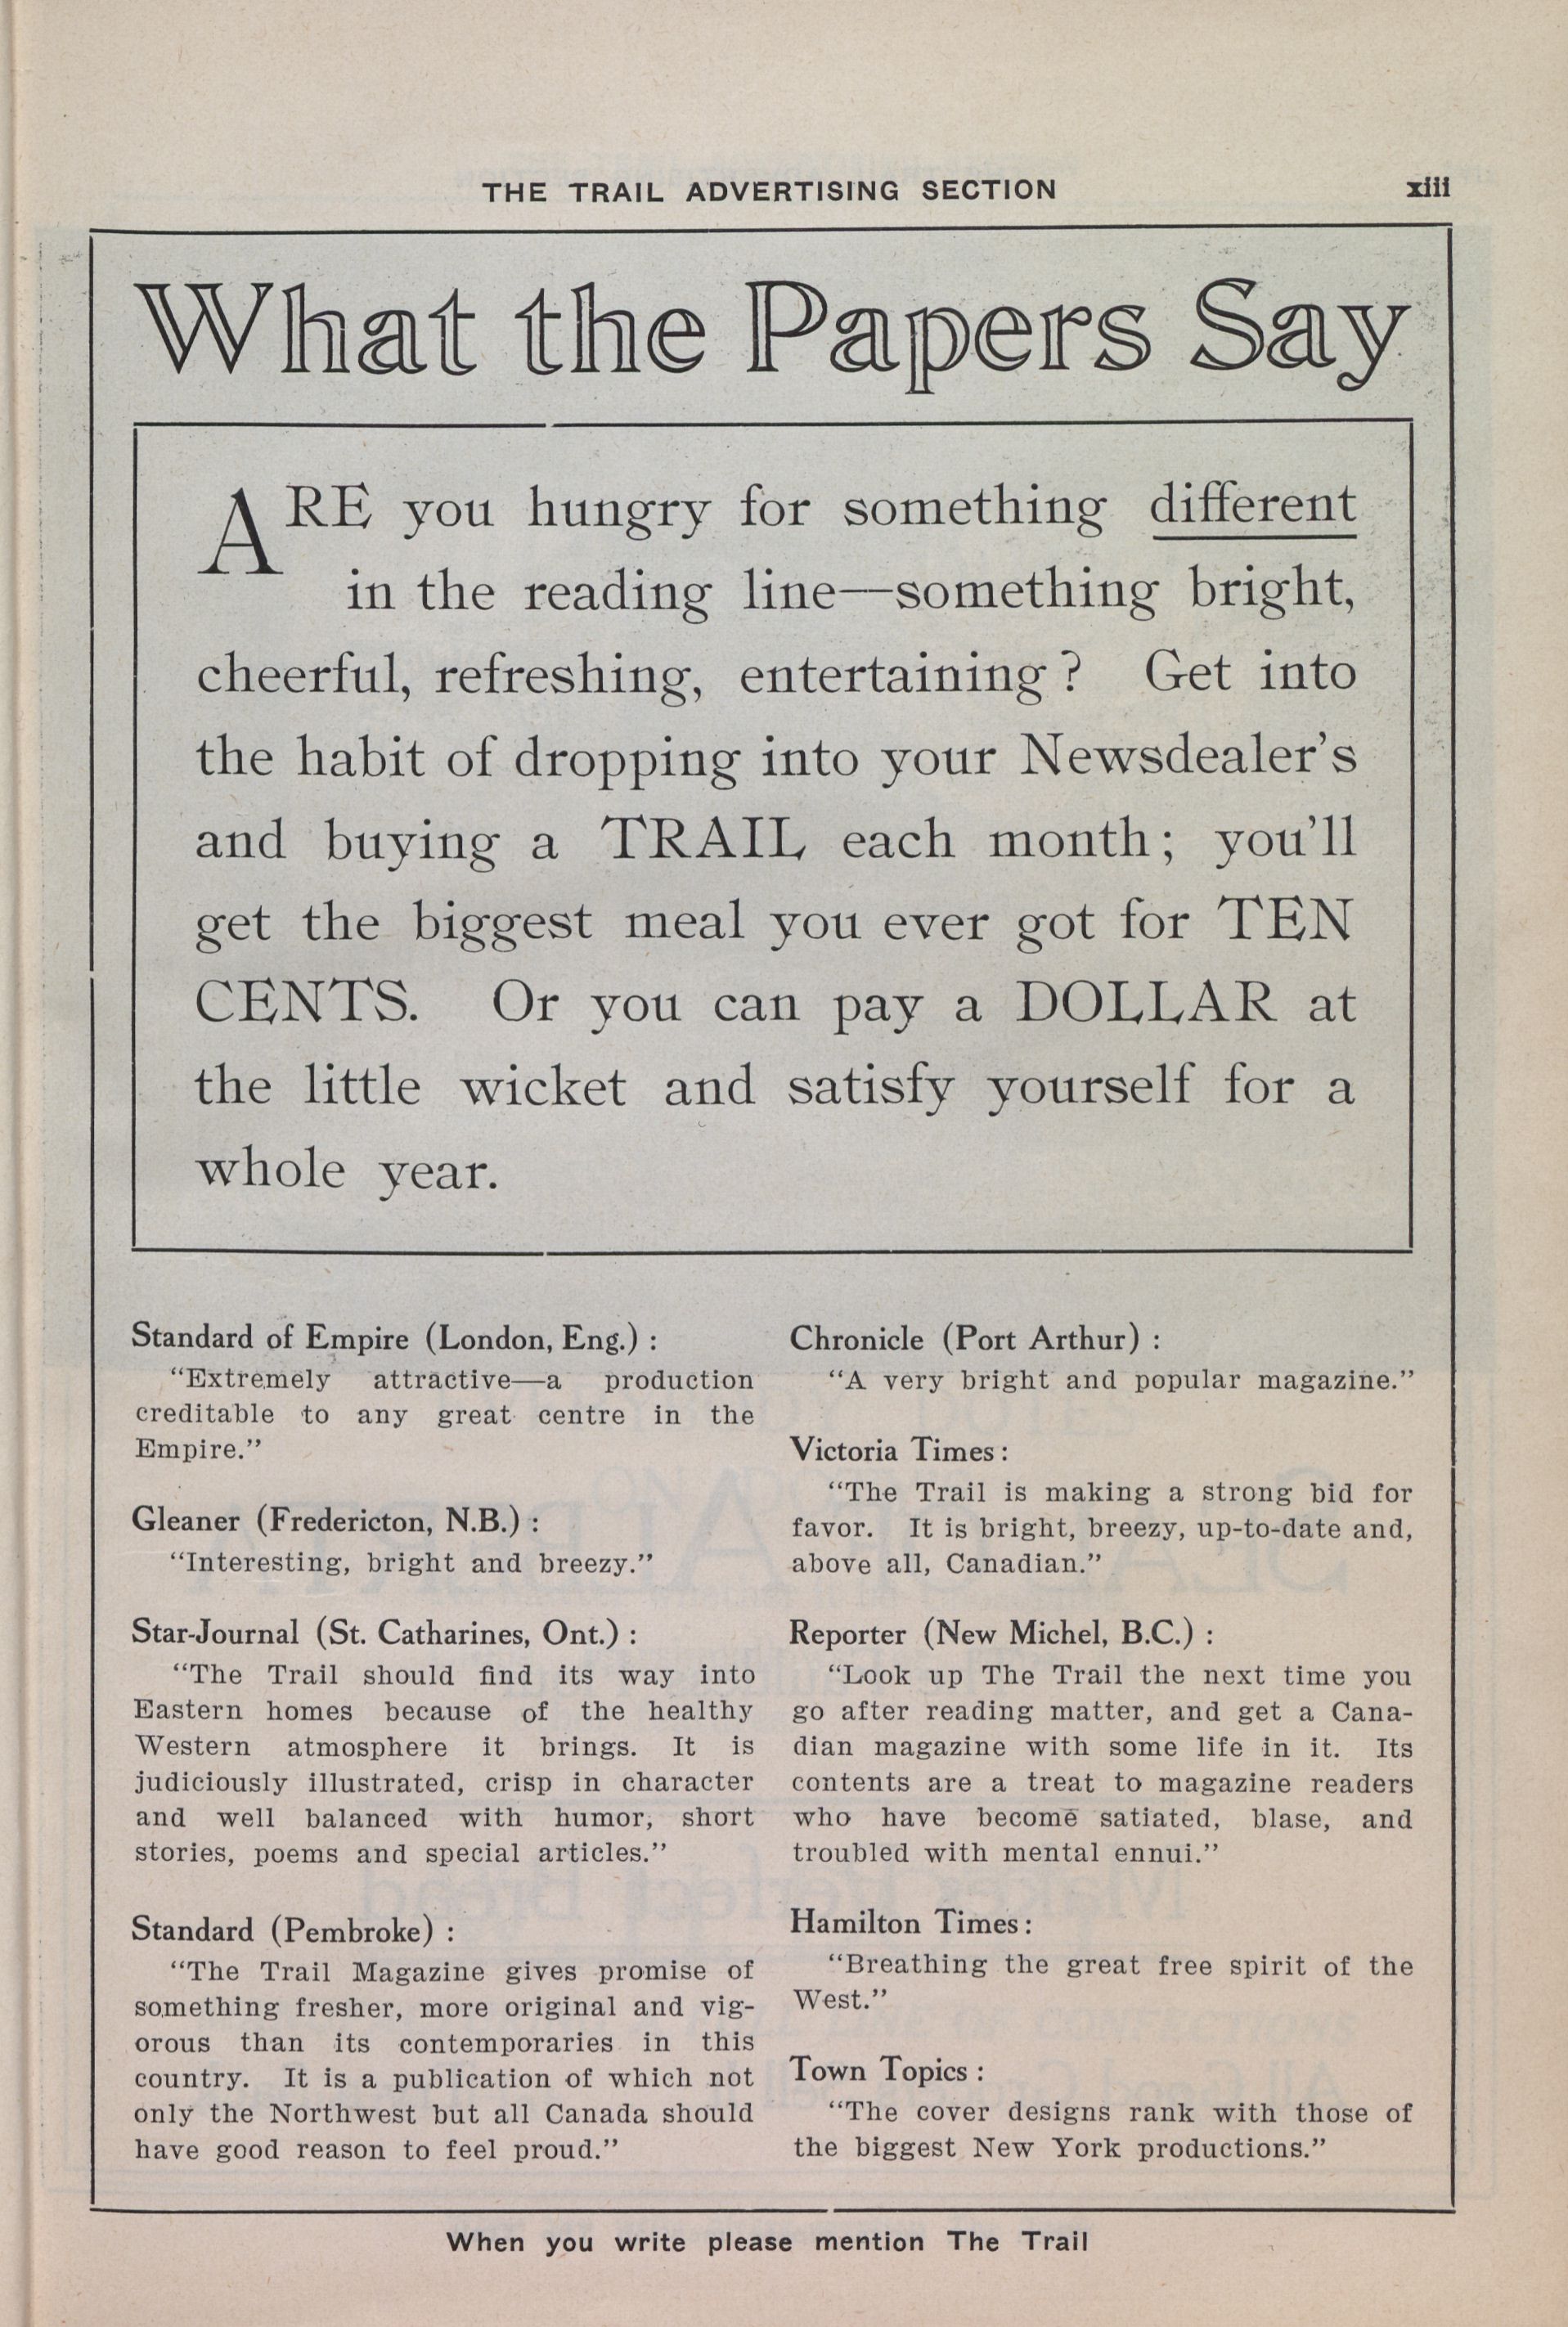 THE TRAIL ADVERTISING SECTION xiii
What the Papers Say
ARE you hungry for something different
in the reading line—something bright,
cheerful, refreshing, entertaining? Get into
the habit of dropping into your Newsdealer's
and buying a TRAIL each month; you'll
get the biggest meal you ever got for TEN
CENTS. Or you can pay a DOLLAR at
the little wicket and satisfy yourself for a
whole year.
Standard of Empire (London, Eng.) :
"Extremely attractive—a production
creditable to any great centre in the
Empire."
Gleaner (Fredericton, N.B.) :
"Interesting, bright and breezy."
Star-Journal (St. Catharines, Ont.) :
"The Trail should find its way into
Eastern homes because of the healthy
Western atmosphere it brings. It is
judiciously illustrated, crisp in character
and well balanced with humor, short
stories, poems and special articles."
Standard (Pembroke) :
"The Trail Magazine gives promise of
something fresher, more original and vig-
orous than its contemporaries in this
country. It is a publication of which not
only the Northwest but all Canada should
have good reason to feel proud."
Chronicle (Port Arthur) :
"A very bright and popular magazine."
Victoria Times:
"The Trail is making a strong bid for
favor. It is bright, breezy, up-to-date and,
above all, Canadian."
Reporter (New Michel, B.C.) :
"Look up The Trail the next time you
go after reading matter, and get a Cana-
dian magazine with some life in it. Its
contents are a treat to magazine readers
who have become satiated, blase, and
troubled with mental ennui."
Hamilton Times:
"Breathing the great free spirit of the
West."
Town Topics:
"The cover designs rank with those of
the biggest New York productions."
When you write please mention The Trail